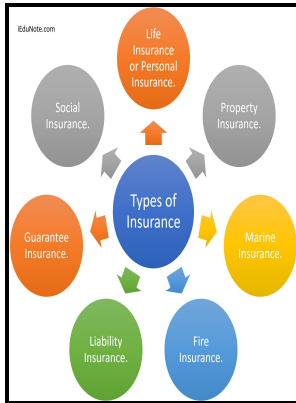 iEduNote.com
Life
Insurance
or Personal
Insurance.
Social
Insurance.
Property
Insurance.
Types of
Insurance
Guarantee
Insurance.
Marine
Insurance.
Liability
Insurance.
Fire
Insurance.